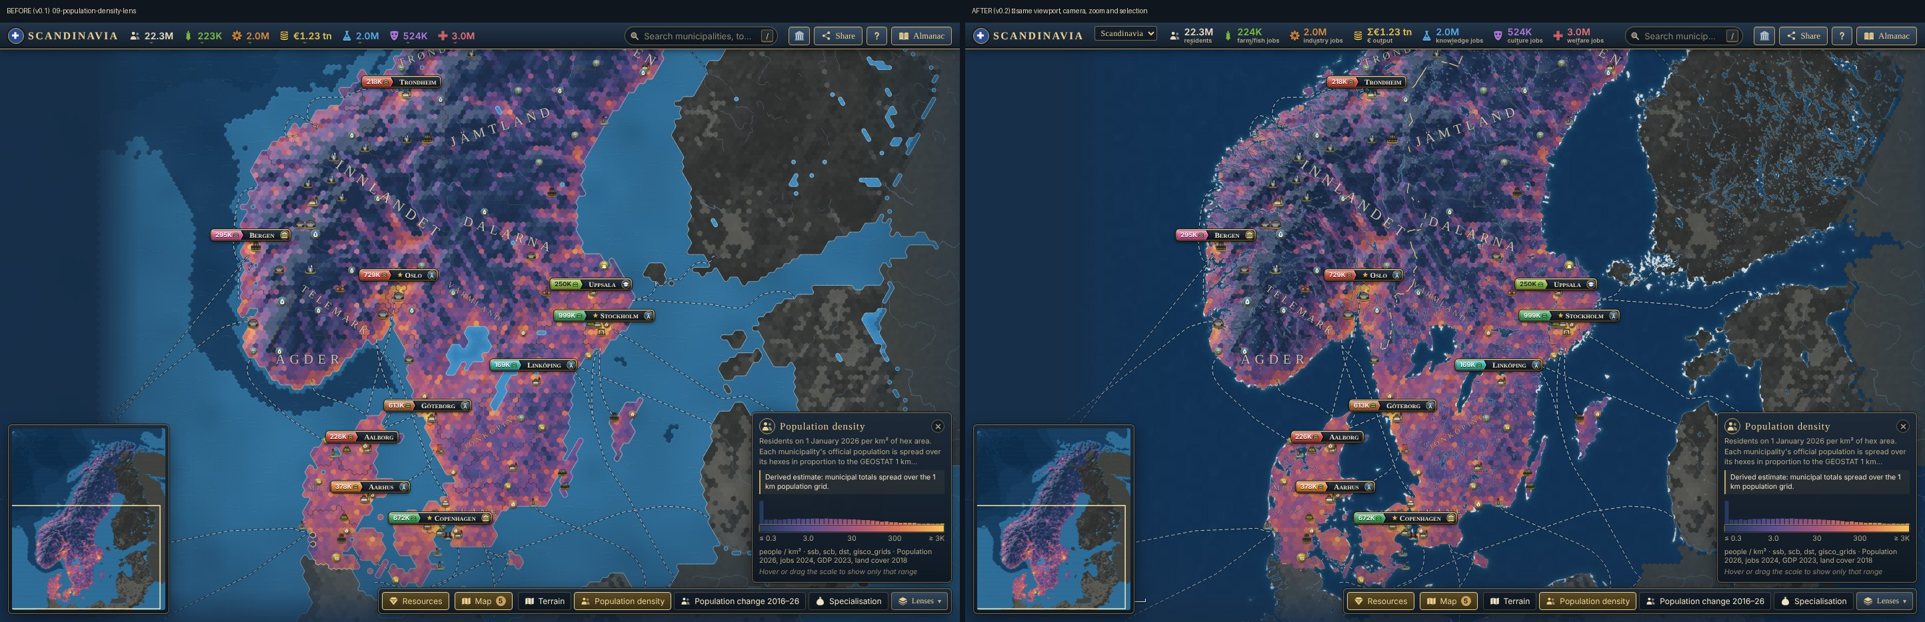 BEFORE (v0.1) 09-population-density-lens
SCANDINAVIA 22.3M 223K 2.0M €1.23 tn 2.0M 524K 3.0M
Search municipalities, to... / Share ? Almanac
218K TRONDHEIM
JÄMTLAND
INNLANDET
DALARNA
295K BERGEN
729K ★ OSLO
250K UPPSALA
TELEMARK
999K ★ STOCKHOLM
AGDER
169K LINKÖPING
613K GÖTEBORG
226K AALBORG
378K AARHUS
672K ★ COPENHAGEN
Population density
Residents on 1 January 2026 per km² of hex area.
Each municipality's official population is spread over
its hexes in proportion to the GEOSTAT 1 km...
Derived estimate: municipal totals spread over the 1
km population grid.
≤ 0.3 3.0 30 300 ≥ 3K
people / km² · ssb, scb, dst, gisco_grids · Population
2026, jobs 2024, GDP 2023, land cover 2018
Hover or drag the scale to show only that range
Resources Map 5 Terrain Population density Population change 2016–26 Specialisation Lenses
AFTER (v0.2) same viewport, camera, zoom and selection
SCANDINAVIA Scandinavia 22.3M 224K 2.0M Σ€1.23 tn 2.0M 524K 3.0M
residents farm/fish jobs industry jobs € output knowledge jobs culture jobs welfare jobs
Search municip... / Share ? Almanac
218K TRONDHEIM
JÄMTLAND
INNLANDET
DALARNA
295K BERGEN
729K ★ OSLO
250K UPPSALA
TELEMARK
999K ★ STOCKHOLM
AGDER
169K LINKÖPING
613K GÖTEBORG
226K AALBORG
378K AARHUS
672K ★ COPENHAGEN
Population density
Residents on 1 January 2026 per km² of hex area.
Each municipality's official population is spread over
its hexes in proportion to the GEOSTAT 1 km...
Derived estimate: municipal totals spread over the 1
km population grid.
≤ 0.3 3.0 30 300 ≥ 3K
people / km² · ssb, scb, dst, gisco_grids · Population
2026, jobs 2024, GDP 2023, land cover 2018
Hover or drag the scale to show only that range
Resources Map 5 Terrain Population density Population change 2016–26 Specialisation Lenses